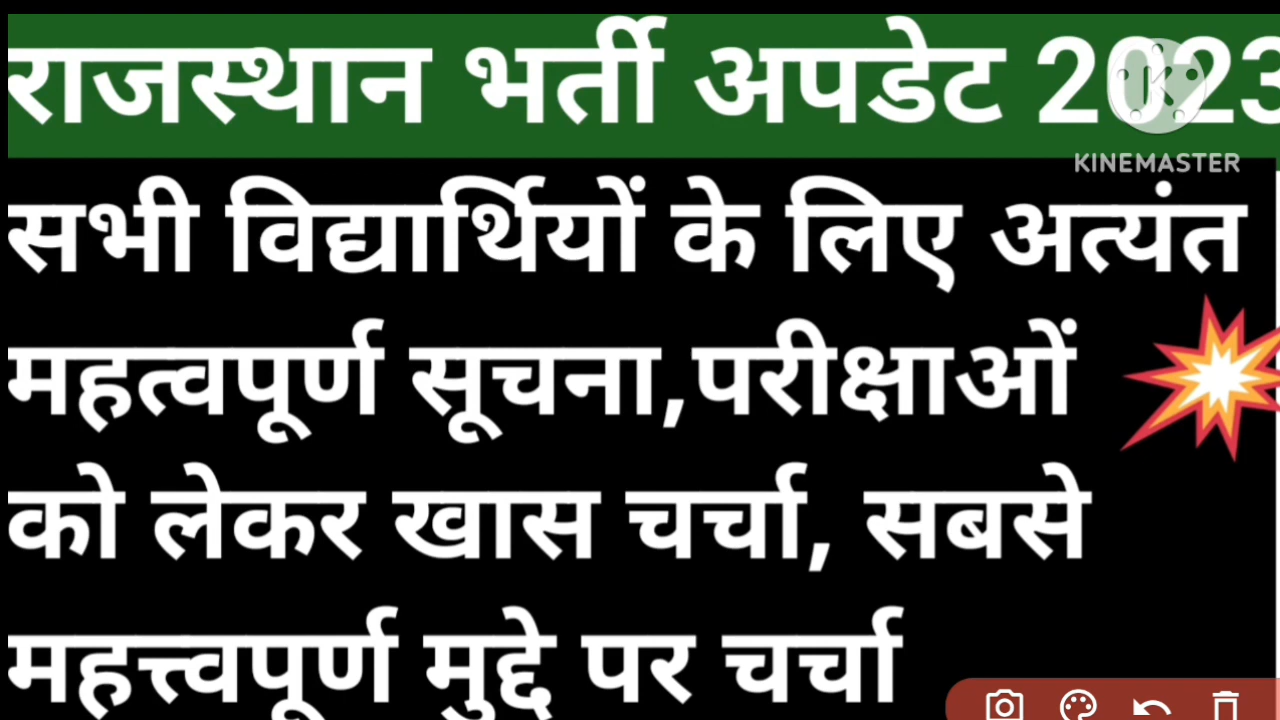 राजस्थान भर्ती अपडेट 2023
KINEMASTER
सभी विद्यार्थियों के लिए अत्यंत
महत्वपूर्ण सूचना,परीक्षाओं
को लेकर खास चर्चा, सबसे
महत्त्वपूर्ण मुद्दे पर चर्चा